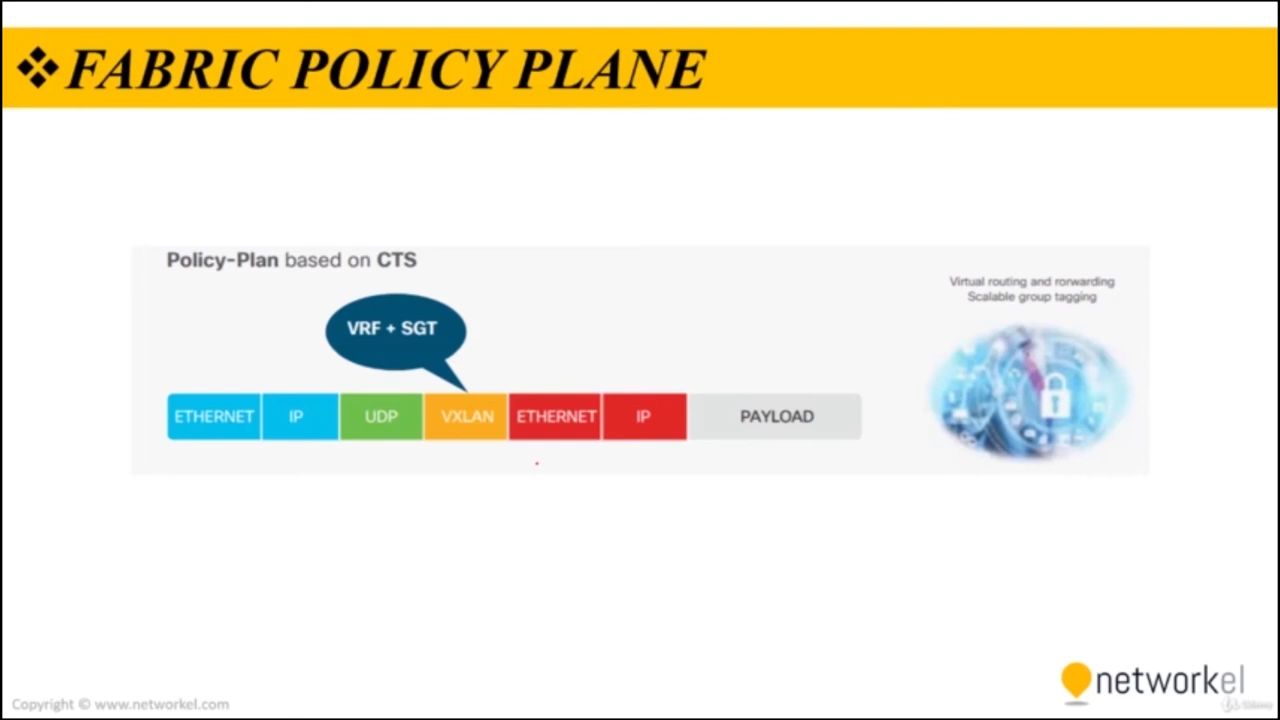 ❖FABRIC POLICY PLANE
Policy-Plan based on CTS
Virtual routing and rorwarding
Scalable group tagging
VRF + SGT
ETHERNET IP UDP VXLAN ETHERNET IP PAYLOAD
networkel
Copyright © www.networkel.com
Udemy